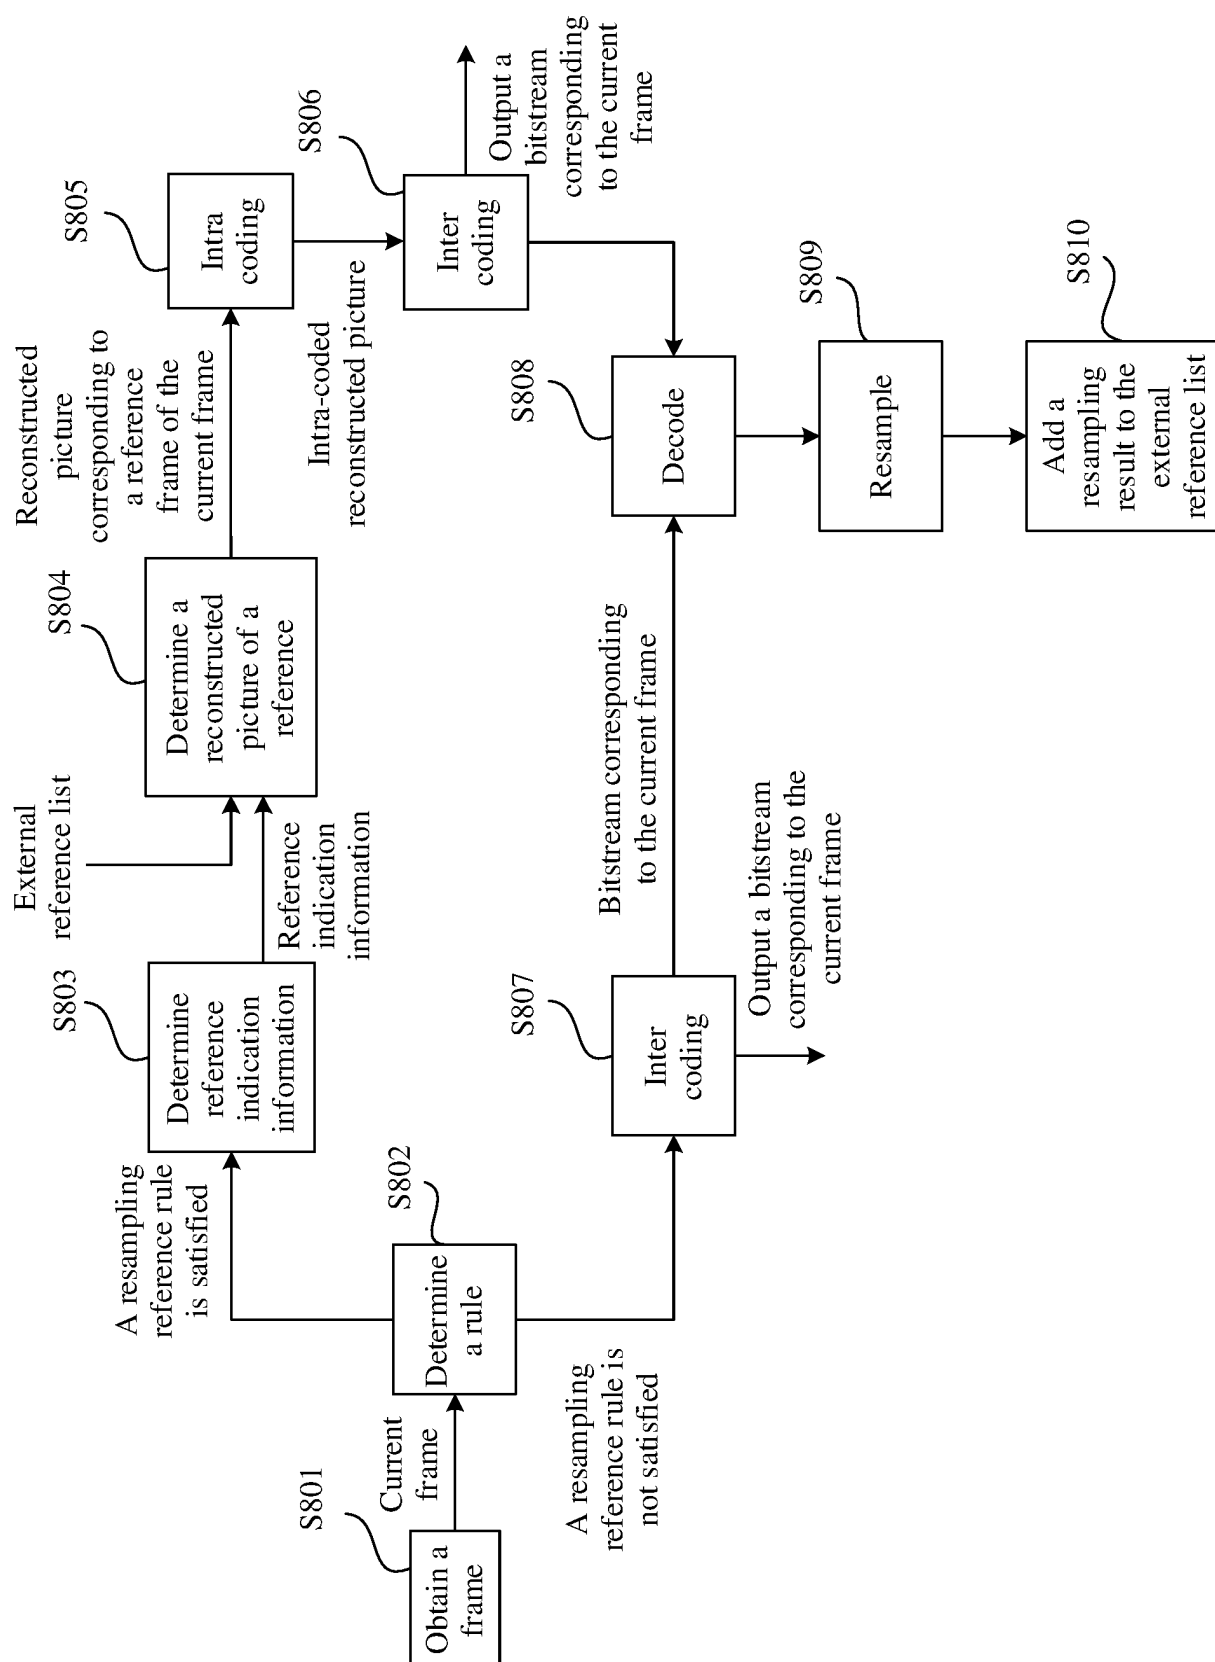 S801
Obtain a
frame
Current
frame
S802
Determine
a rule
A resampling
reference rule
is satisfied
A resampling
reference rule is
not satisfied
S803
Determine
reference
indication
information
External
reference list
Reference
indication
information
S804
Determine a
reconstructed
picture of a
reference
Reconstructed
picture
corresponding to
a reference
frame of the
current frame
S805
Intra
coding
Intra-coded
reconstructed picture
S806
Inter
coding
Output a
bitstream
corresponding
to the current
frame
S807
Inter
coding
Output a bitstream
corresponding to the
current frame
Bitstream corresponding
to the current frame
S808
Decode
S809
Resample
S810
Add a
resampling
result to the
external
reference list